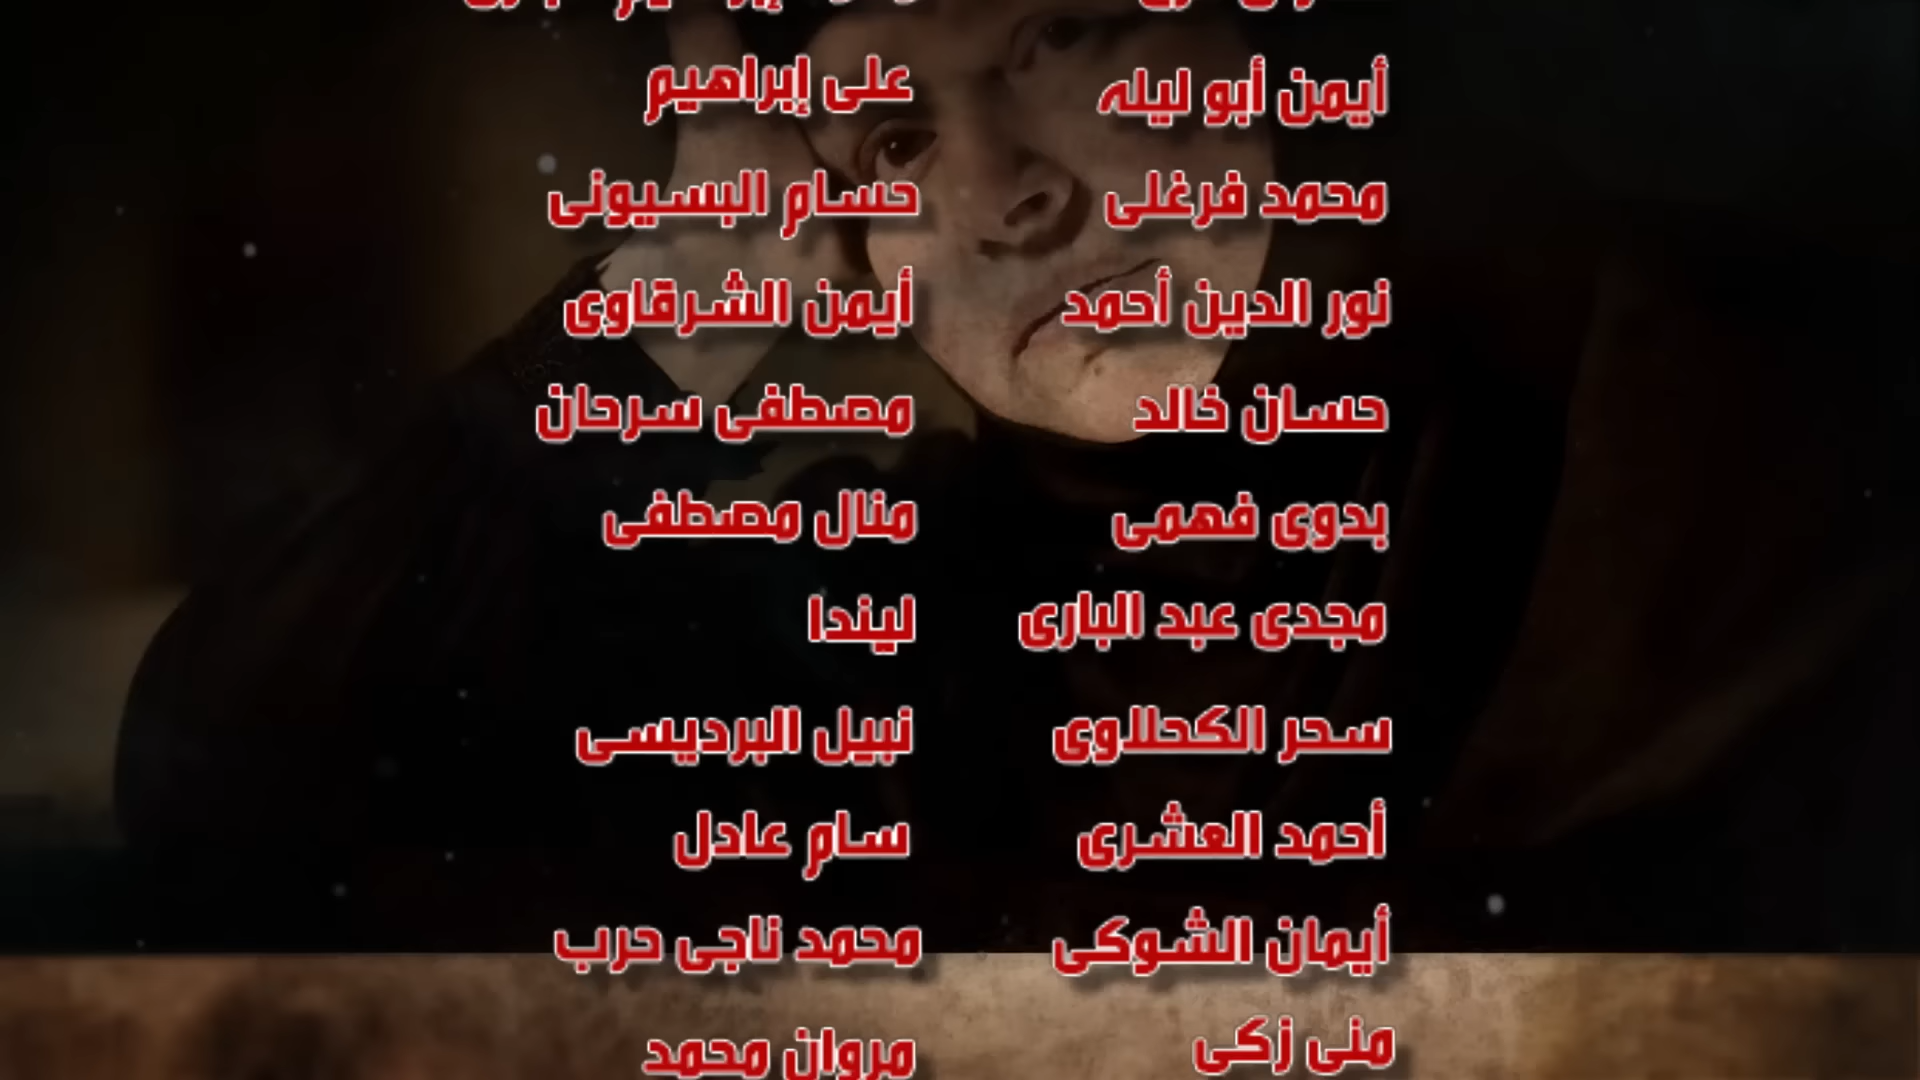 أيمن أبو ليله
على إبراهيم
محمد فرغلى
حسام البسيونى
نور الدين أحمد
أيمن الشرقاوى
حسان خالد
مصطفى سرحان
بدوى فهمى
منال مصطفى
مجدى عبد البارى
ليندا
سحر الكحلاوى
نبيل البرديسى
أحمد العشرى
سام عادل
أيمان الشوكى
محمد ناجى حرب
منى زكى
مروان محمد